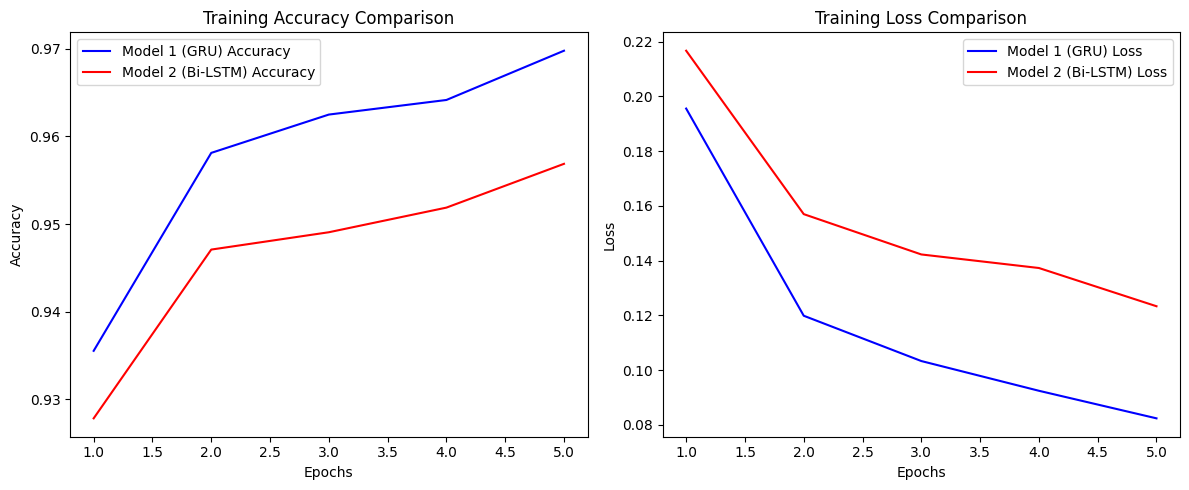 Training Accuracy Comparison
Model 1 (GRU) Accuracy
Model 2 (Bi-LSTM) Accuracy
0.97
0.96
0.95
0.94
0.93
Accuracy
1.0 1.5 2.0 2.5 3.0 3.5 4.0 4.5 5.0
Epochs
Training Loss Comparison
Model 1 (GRU) Loss
Model 2 (Bi-LSTM) Loss
0.22
0.20
0.18
0.16
0.14
0.12
0.10
0.08
Loss
1.0 1.5 2.0 2.5 3.0 3.5 4.0 4.5 5.0
Epochs